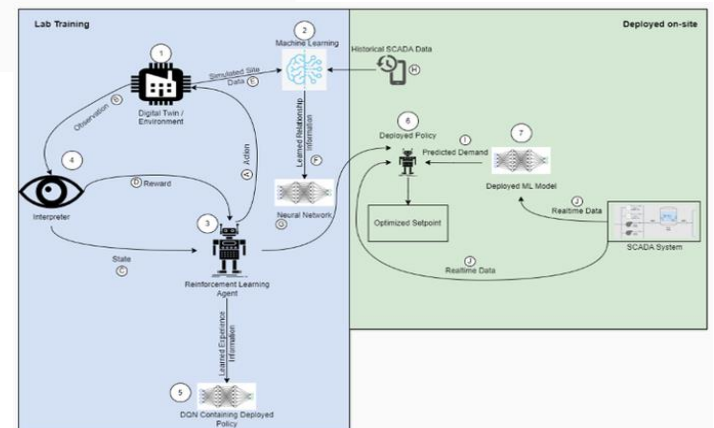 Lab Training
Deployed on-site
2
Machine Learning
Historical SCADA Data
H
1
Simulated Site
Data E
Digital Twin /
Environment
Observation B
Learned Relationship
Information
F
A Action
6
Deployed Policy
I
Predicted Demand
7
Deployed ML Model
4
Interpreter
D Reward
3
Neural Network
G
Optimized Setpoint
J
Realtime Data
SCADA System
State
C
Reinforcement Learning
Agent
J
Realtime Data
Learned Experience
Information
5
DQN Containing Deployed
Policy